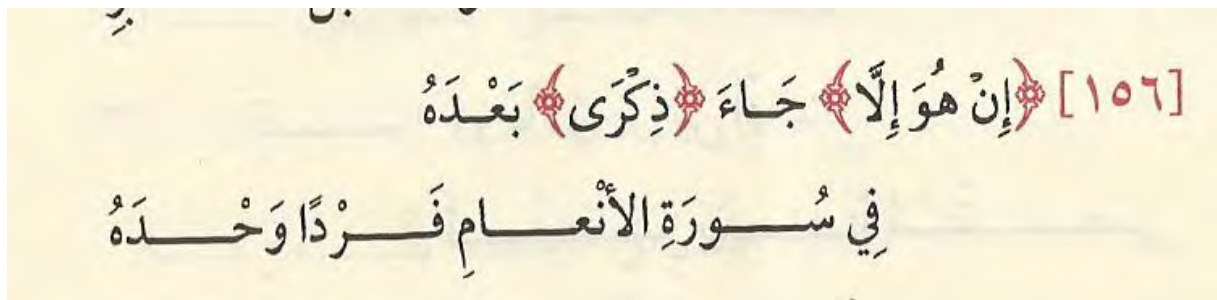 [١٥٦] ﴿إِنْ هُوَ إِلَّا﴾ جَاءَ ﴿ذِكْرَى﴾ بَعْدَهُ
فِي سُورَةِ الأَنْعَامِ فَرْدًا وَحْدَهُ